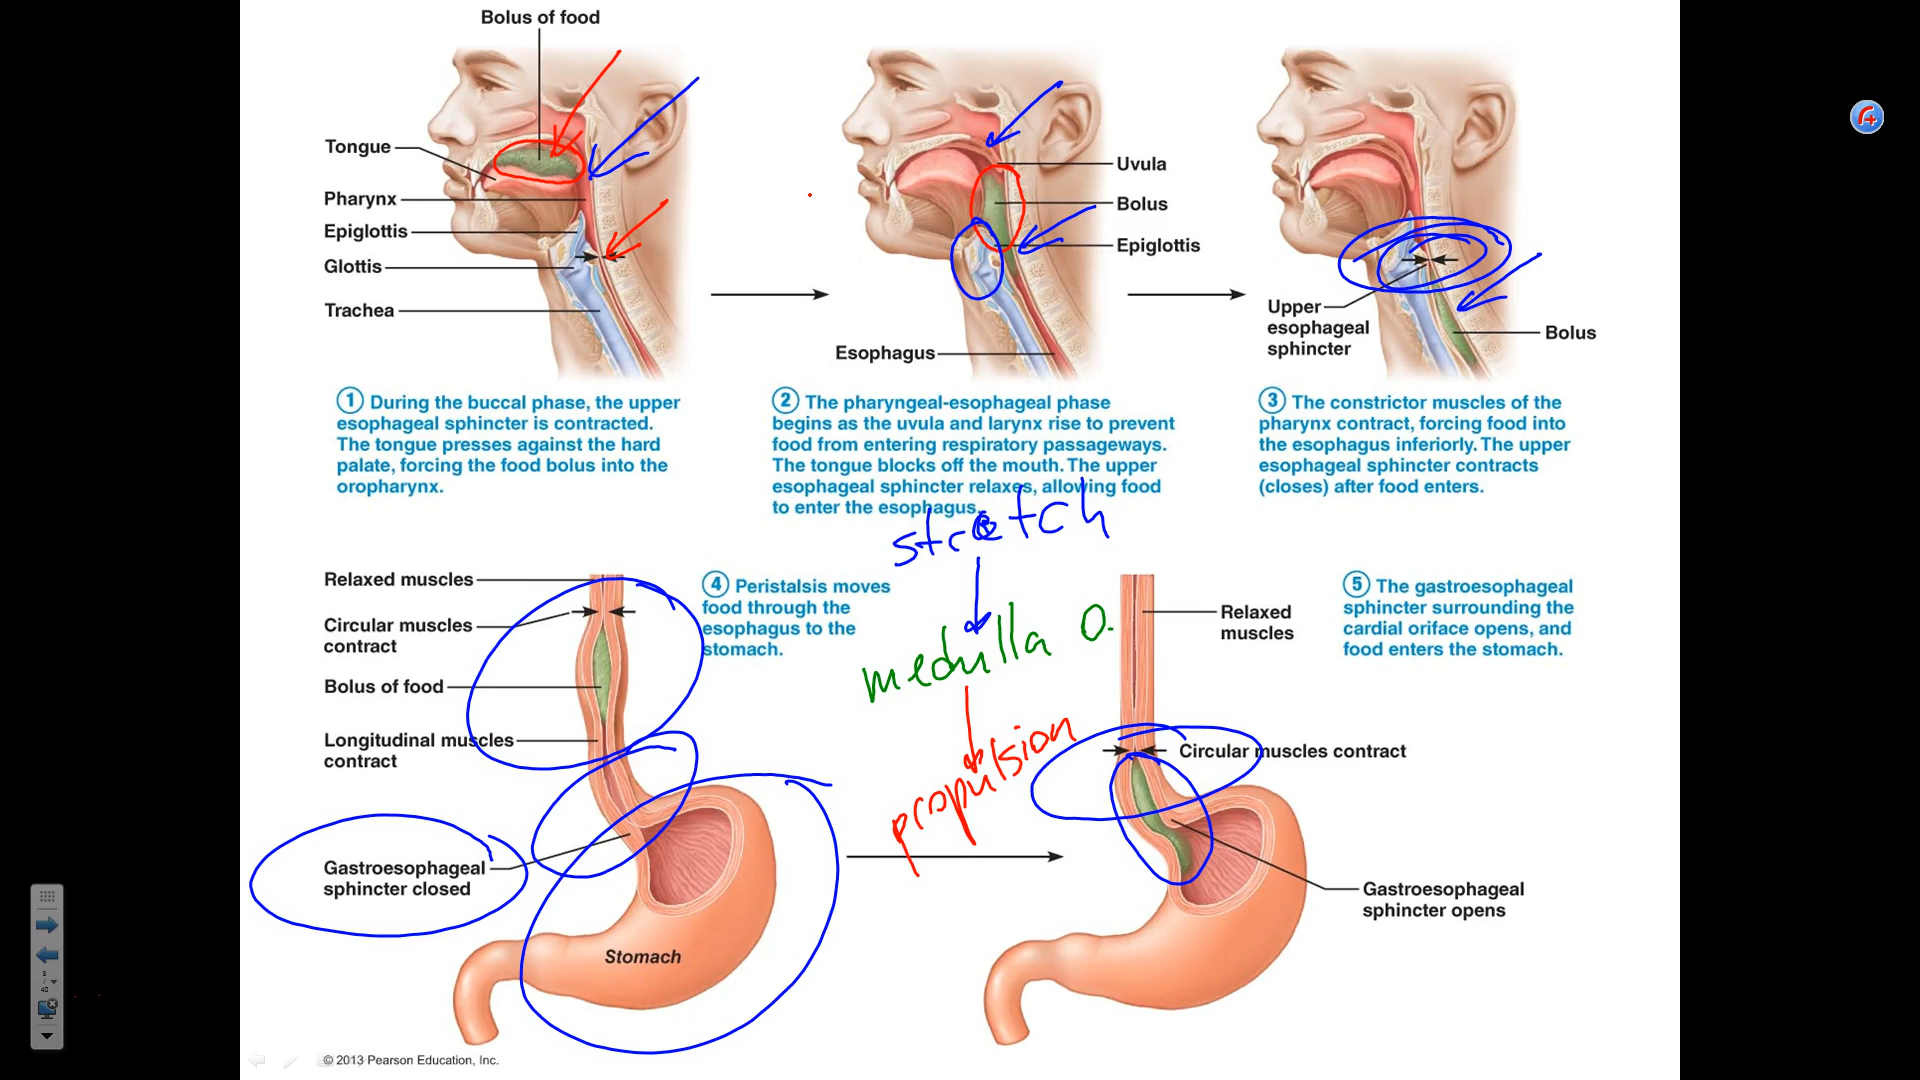 Bolus of food
Tongue
Pharynx
Epiglottis
Glottis
Trachea
Uvula
Bolus
Epiglottis
Esophagus
Upper
esophageal
sphincter
Bolus
1 During the buccal phase, the upper
esophageal sphincter is contracted.
The tongue presses against the hard
palate, forcing the food bolus into the
oropharynx.
2 The pharyngeal-esophageal phase
begins as the uvula and larynx rise to prevent
food from entering respiratory passageways.
The tongue blocks off the mouth. The upper
esophageal sphincter relaxes, allowing food
to enter the esophagus.
3 The constrictor muscles of the
pharynx contract, forcing food into
the esophagus inferiorly. The upper
esophageal sphincter contracts
(closes) after food enters.
stretch
medulla O.
propulsion
Relaxed muscles
Circular muscles
contract
Bolus of food
Longitudinal muscles
contract
Gastroesophageal
sphincter closed
Stomach
4 Peristalsis moves
food through the
esophagus to the
stomach.
Relaxed
muscles
Circular muscles contract
Gastroesophageal
sphincter opens
5 The gastroesophageal
sphincter surrounding the
cardial oriface opens, and
food enters the stomach.
© 2013 Pearson Education, Inc.